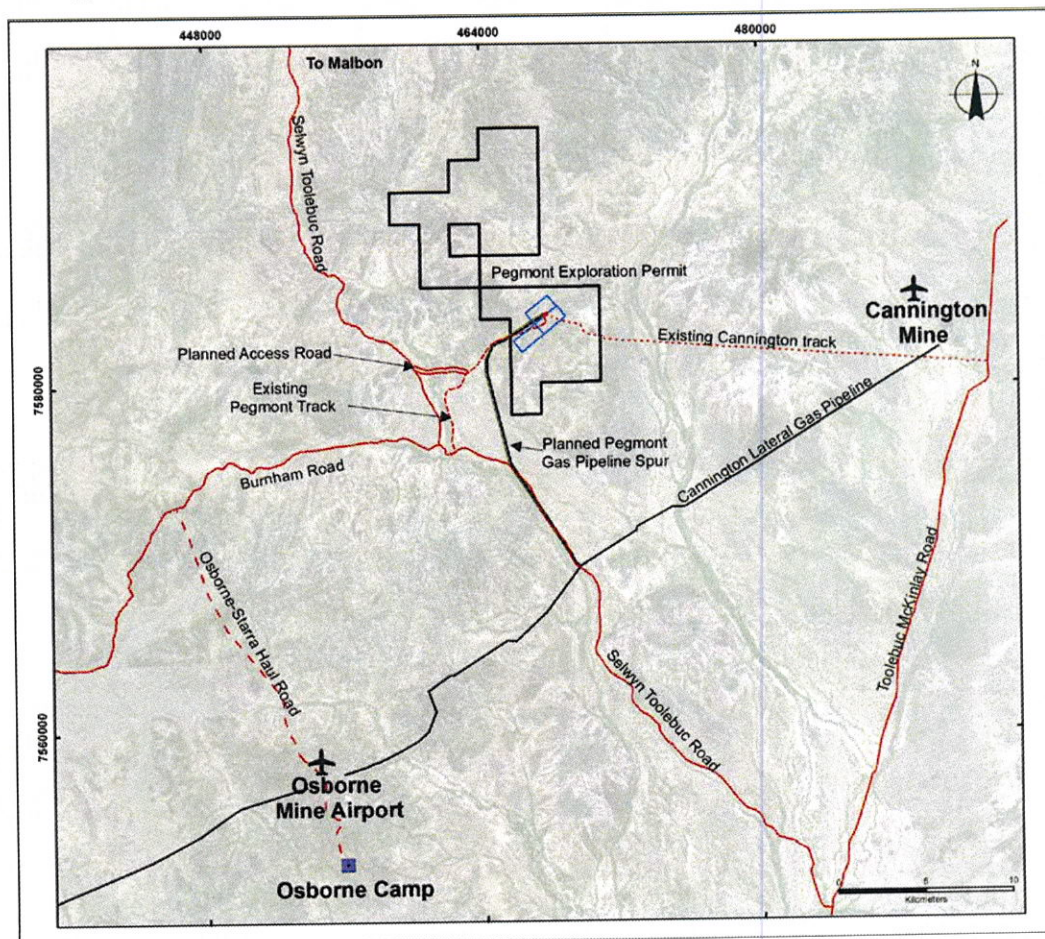 448000
464000
480000
To Malbon
N
Selwyn Toolebuc Road
Pegmont Exploration Permit
Cannington
Mine
Existing Cannington track
Planned Access Road
Existing
Pegmont Track
7580000
Planned Pegmont
Gas Pipeline Spur
Cannington Lateral Gas Pipeline
Burnham Road
Osborne-Starra Haul Road
Toolebuc McKinlay Road
Selwyn Toolebuc Road
7560000
Osborne
Mine Airport
Osborne Camp
0 5 10
Kilometers